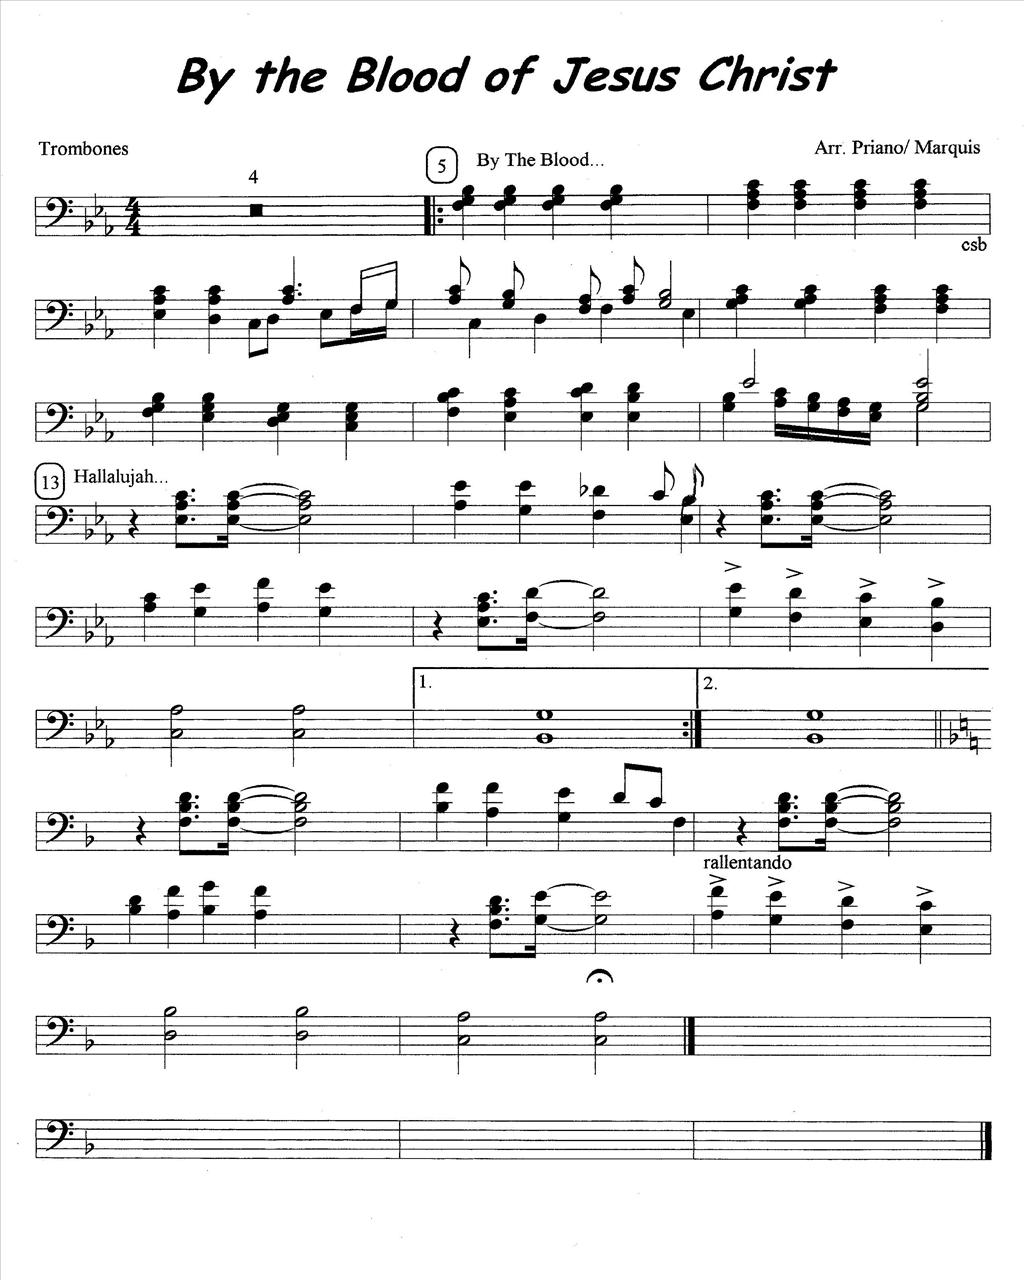 By the Blood of Jesus Christ
Trombones
Arr. Priano/ Marquis
4
5 By The Blood...
csb
13 Hallalujah...
1. 2.
rallentando